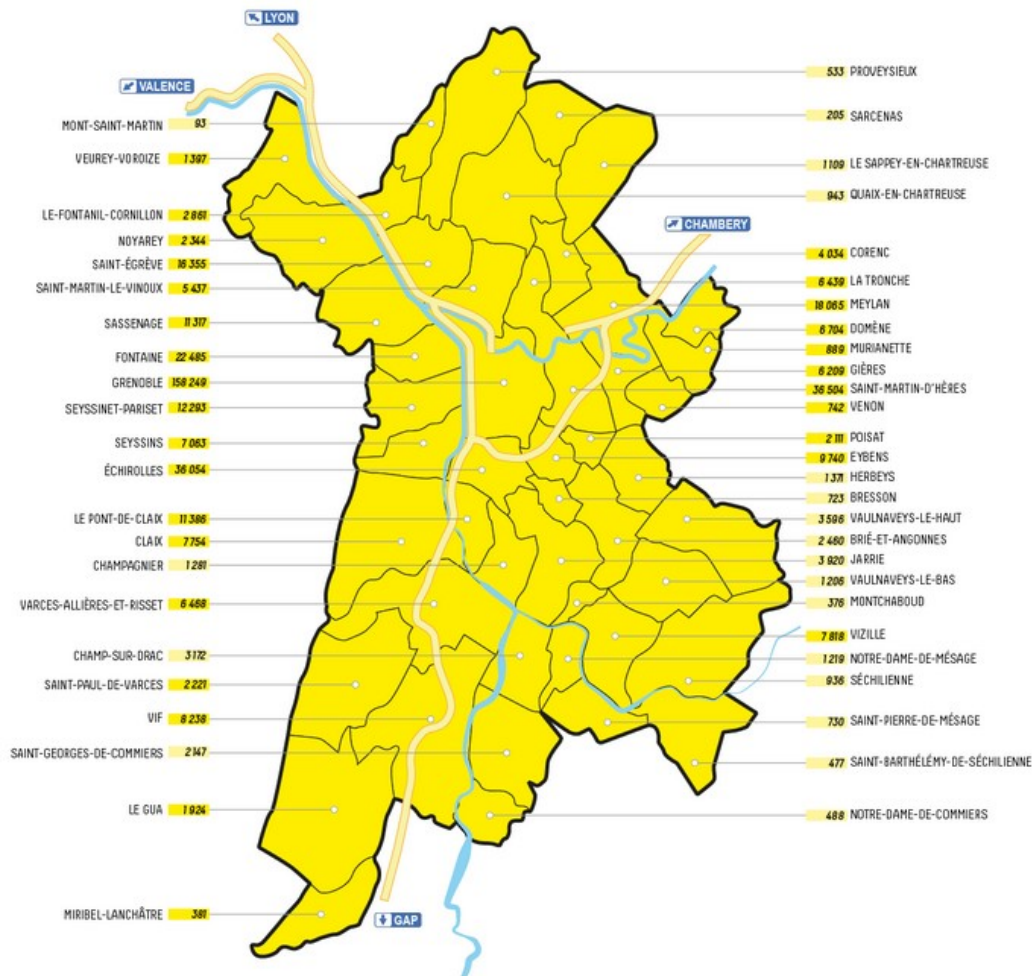 LYON
VALENCE
MONT-SAINT-MARTIN 93
VEUREY-VOROIZE 1 397
LE-FONTANIL-CORNILLON 2 861
NOYAREY 2 344
SAINT-ÉGRÈVE 16 355
SAINT-MARTIN-LE-VINOUX 5 437
SASSENAGE 11 317
FONTAINE 22 485
GRENOBLE 158 249
SEYSSINET-PARISET 12 293
SEYSSINS 7 063
ÉCHIROLLES 36 054
LE PONT-DE-CLAIX 11 386
CLAIX 7 754
CHAMPAGNIER 1 281
VARCES-ALLIÈRES-ET-RISSET 6 468
CHAMP-SUR-DRAC 3 172
SAINT-PAUL-DE-VARCES 2 221
VIF 8 238
SAINT-GEORGES-DE-COMMIERS 2 147
LE GUA 1 924
MIRIBEL-LANCHÂTRE 381
GAP
533 PROVEYSIEUX
205 SARCENAS
1 109 LE SAPPEY-EN-CHARTREUSE
943 QUAIX-EN-CHARTREUSE
CHAMBERY
4 034 CORENC
6 439 LA TRONCHE
18 065 MEYLAN
6 704 DOMÈNE
889 MURIANETTE
6 209 GIÈRES
36 504 SAINT-MARTIN-D'HÈRES
742 VENON
2 111 POISAT
9 740 EYBENS
1 371 HERBEYS
723 BRESSON
3 596 VAULNAVEYS-LE-HAUT
2 460 BRIÉ-ET-ANGONNES
3 920 JARRIE
1 206 VAULNAVEYS-LE-BAS
376 MONTCHABOUD
7 818 VIZILLE
1 219 NOTRE-DAME-DE-MÉSAGE
936 SÉCHILIENNE
730 SAINT-PIERRE-DE-MÉSAGE
477 SAINT-BARTHÉLÉMY-DE-SÉCHILIENNE
488 NOTRE-DAME-DE-COMMIERS